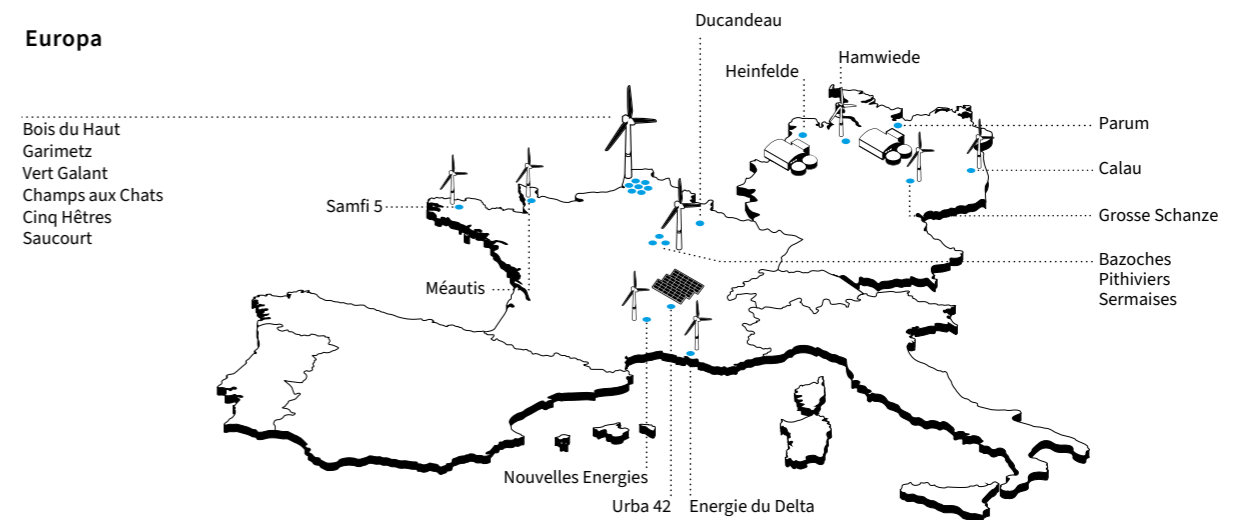 Europa
Ducandeau
Hamwiede
Heinfelde
Bois du Haut
Garimetz
Vert Galant
Champs aux Chats
Cinq Hêtres
Saucourt
Parum
Calau
Samfi 5
Grosse Schanze
Bazoches
Pithiviers
Sermaises
Méautis
Nouvelles Energies
Urba 42
Energie du Delta